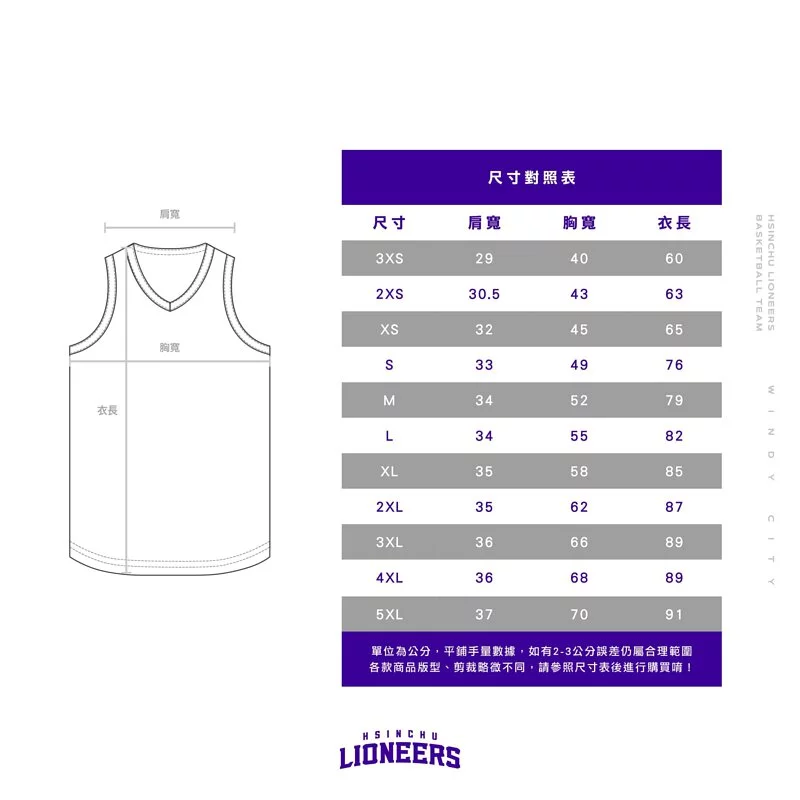 肩寬
胸寬
衣長
尺寸對照表
尺寸 肩寬 胸寬 衣長
3XS 29 40 60
2XS 30.5 43 63
XS 32 45 65
S 33 49 76
M 34 52 79
L 34 55 82
XL 35 58 85
2XL 35 62 87
3XL 36 66 89
4XL 36 68 89
5XL 37 70 91
單位為公分，平鋪手量數據，如有2-3公分誤差仍屬合理範圍
各款商品版型、剪裁略微不同，請參照尺寸表後進行購買唷！
HSINCHU LIONEERS
BASKETBALL TEAM
WINDY CITY
HSINCHU
LIONEERS